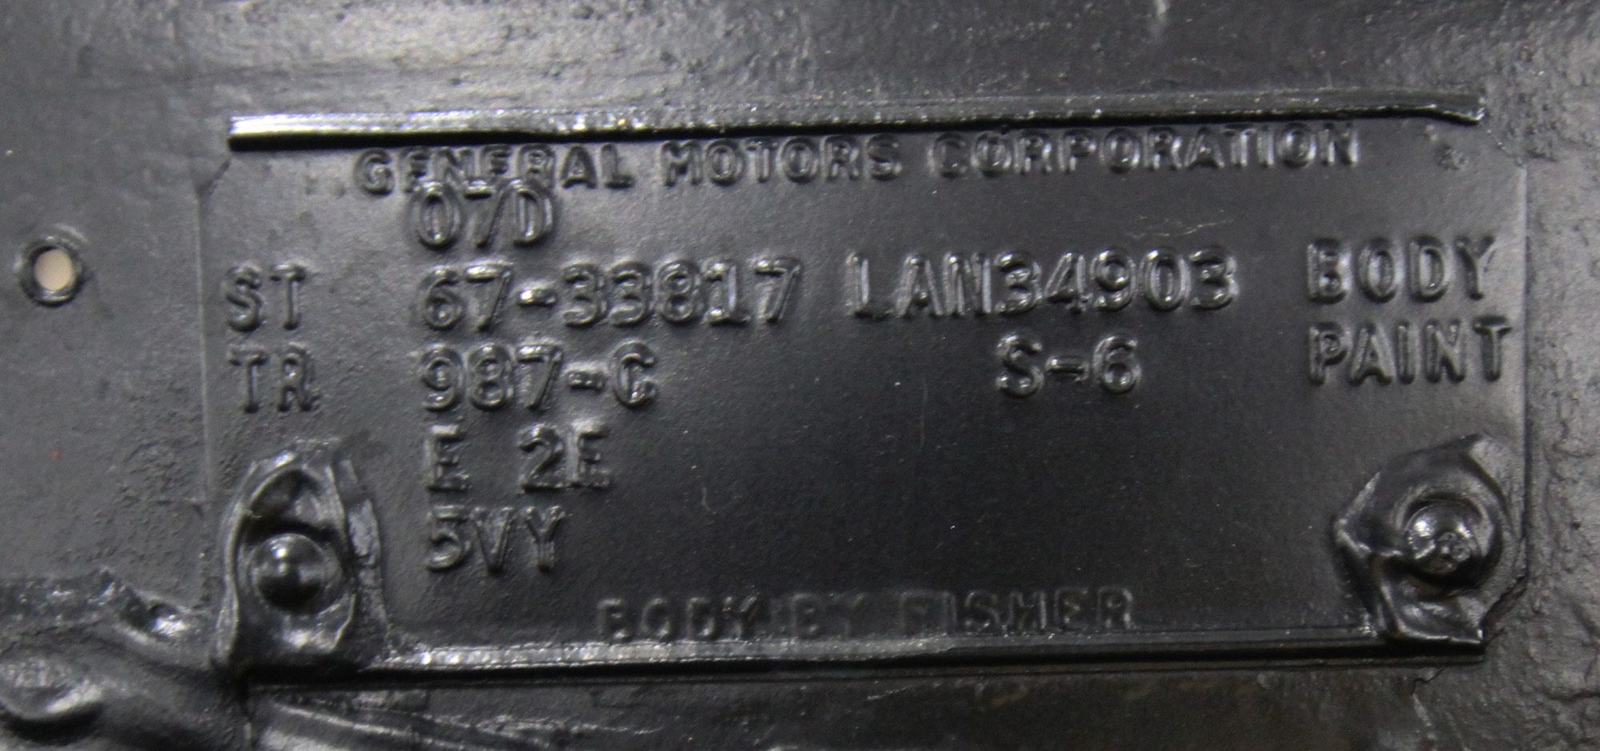 GENERAL MOTORS CORPORATION
07D
ST 67-33817 LAN34903 BODY
TR 987-C S-6 PAINT
E 2E
5VY
BODY BY FISHER